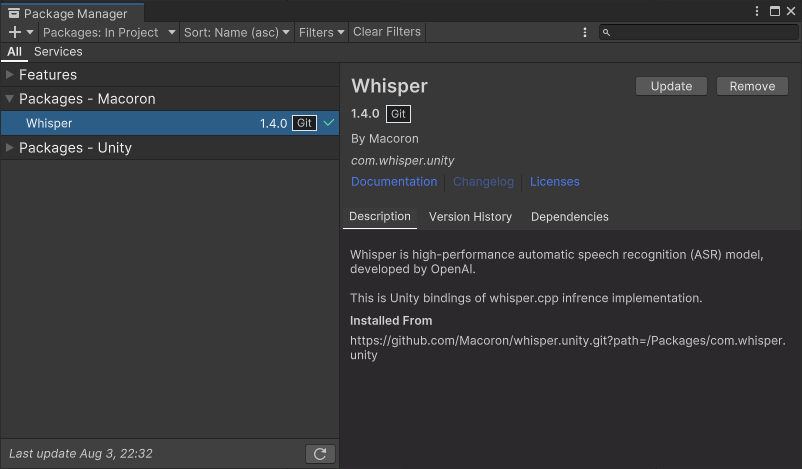 Package Manager
Packages: In Project Sort: Name (asc) Filters Clear Filters
All Services
Features
Packages - Macoron
Whisper 1.4.0 Git
Packages - Unity
Last update Aug 3, 22:32
Whisper
Update Remove
1.4.0 Git
By Macoron
com.whisper.unity
Documentation Changelog Licenses
Description Version History Dependencies
Whisper is high-performance automatic speech recognition (ASR) model,
developed by OpenAI.
This is Unity bindings of whisper.cpp infrence implementation.
Installed From
https://github.com/Macoron/whisper.unity.git?path=/Packages/com.whisper.
unity